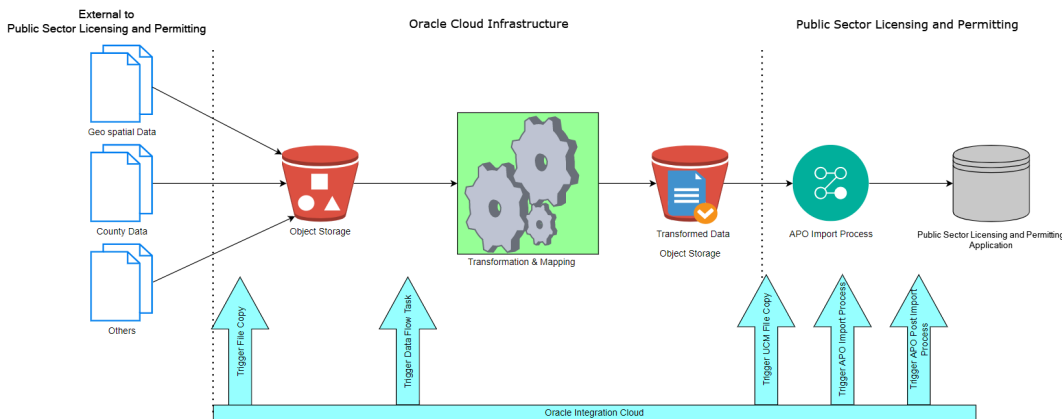 External to
Public Sector Licensing and Permitting
Oracle Cloud Infrastructure
Public Sector Licensing and Permitting
Geo spatial Data
County Data
Others
Object Storage
Transformation & Mapping
Transformed Data
Object Storage
APO Import Process
Public Sector Licensing and Permitting
Application
Trigger File Copy
Trigger Data Flow Task
Trigger UCM File Copy
Trigger APO Import Process
Trigger APO Post Import
Process
Oracle Integration Cloud